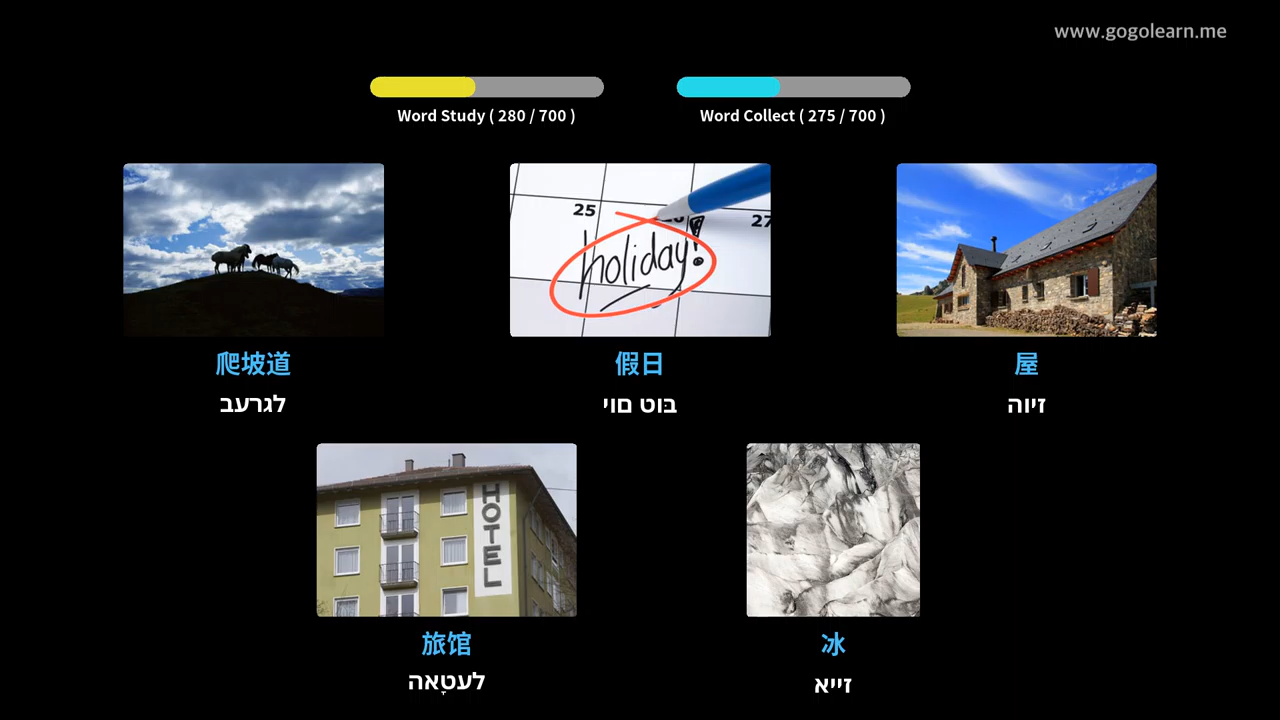 www.gogolearn.me
Word Study ( 280 / 700 )
Word Collect ( 275 / 700 )
25
27
holiday!
爬坡道
לגרעב
假日
בוט םוי
屋
זיוה
HOTEL
旅馆
לעטָאה
冰
זייא